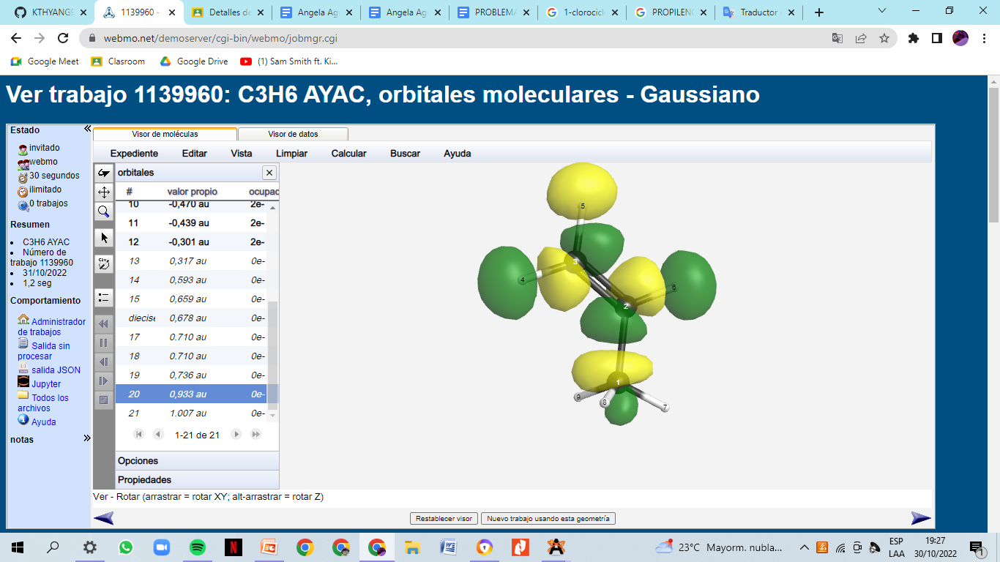 KTHYANG9
1139960 -
Detalles de
Angela Ag
Angela Ag
PROBLEMA
1-clorocicl
PROPILENO
Traductor
webmo.net/demoserver/cgi-bin/webmo/jobmgr.cgi
Google Meet
Clasroom
Google Drive
(1) Sam Smith ft. Ki...
Ver trabajo 1139960: C3H6 AYAC, orbitales moleculares - Gaussiano
Estado
invitado
webmo
30 segundos
ilimitado
0 trabajos
Resumen
C3H6 AYAC
Número de
trabajo 1139960
31/10/2022
1,2 seg
Comportamiento
Administrador
de trabajos
Salida sin
procesar
salida JSON
Jupyter
Todos los
archivos
Ayuda
notas
Visor de moléculas
Visor de datos
Expediente Editar Vista Limpiar Calcular Buscar Ayuda
orbitales
# valor propio ocupac
10 -0,470 au 2e-
11 -0,439 au 2e-
12 -0,301 au 2e-
13 0,317 au 0e-
14 0,593 au 0e-
15 0,659 au 0e-
diecise 0,678 au 0e-
17 0.710 au 0e-
18 0.710 au 0e-
19 0,736 au 0e-
20 0,933 au 0e-
21 1.007 au 0e-
1-21 de 21
Opciones
Propiedades
5
3
4
6
2
1
9
8
7
Ver - Rotar (arrastrar = rotar XY; alt-arrastrar = rotar Z)
Restablecer visor
Nuevo trabajo usando esta geometría
23°C Mayorm. nubla...
ESP
LAA
19:27
30/10/2022
1